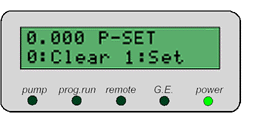 0.000 P-SET
0:Clear 1:Set
pump prog.run remote G.E. power